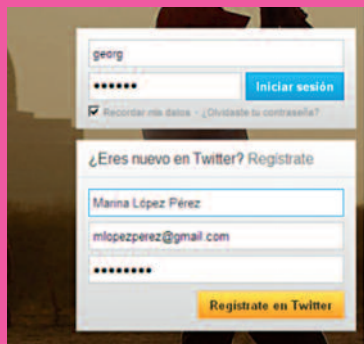 georg
•••••• Iniciar sesión
Recordar mis datos - ¿Olvidaste tu contraseña?
¿Eres nuevo en Twitter? Regístrate
Marina López Pérez
mlopezperez@gmail.com
••••••••
Regístrate en Twitter